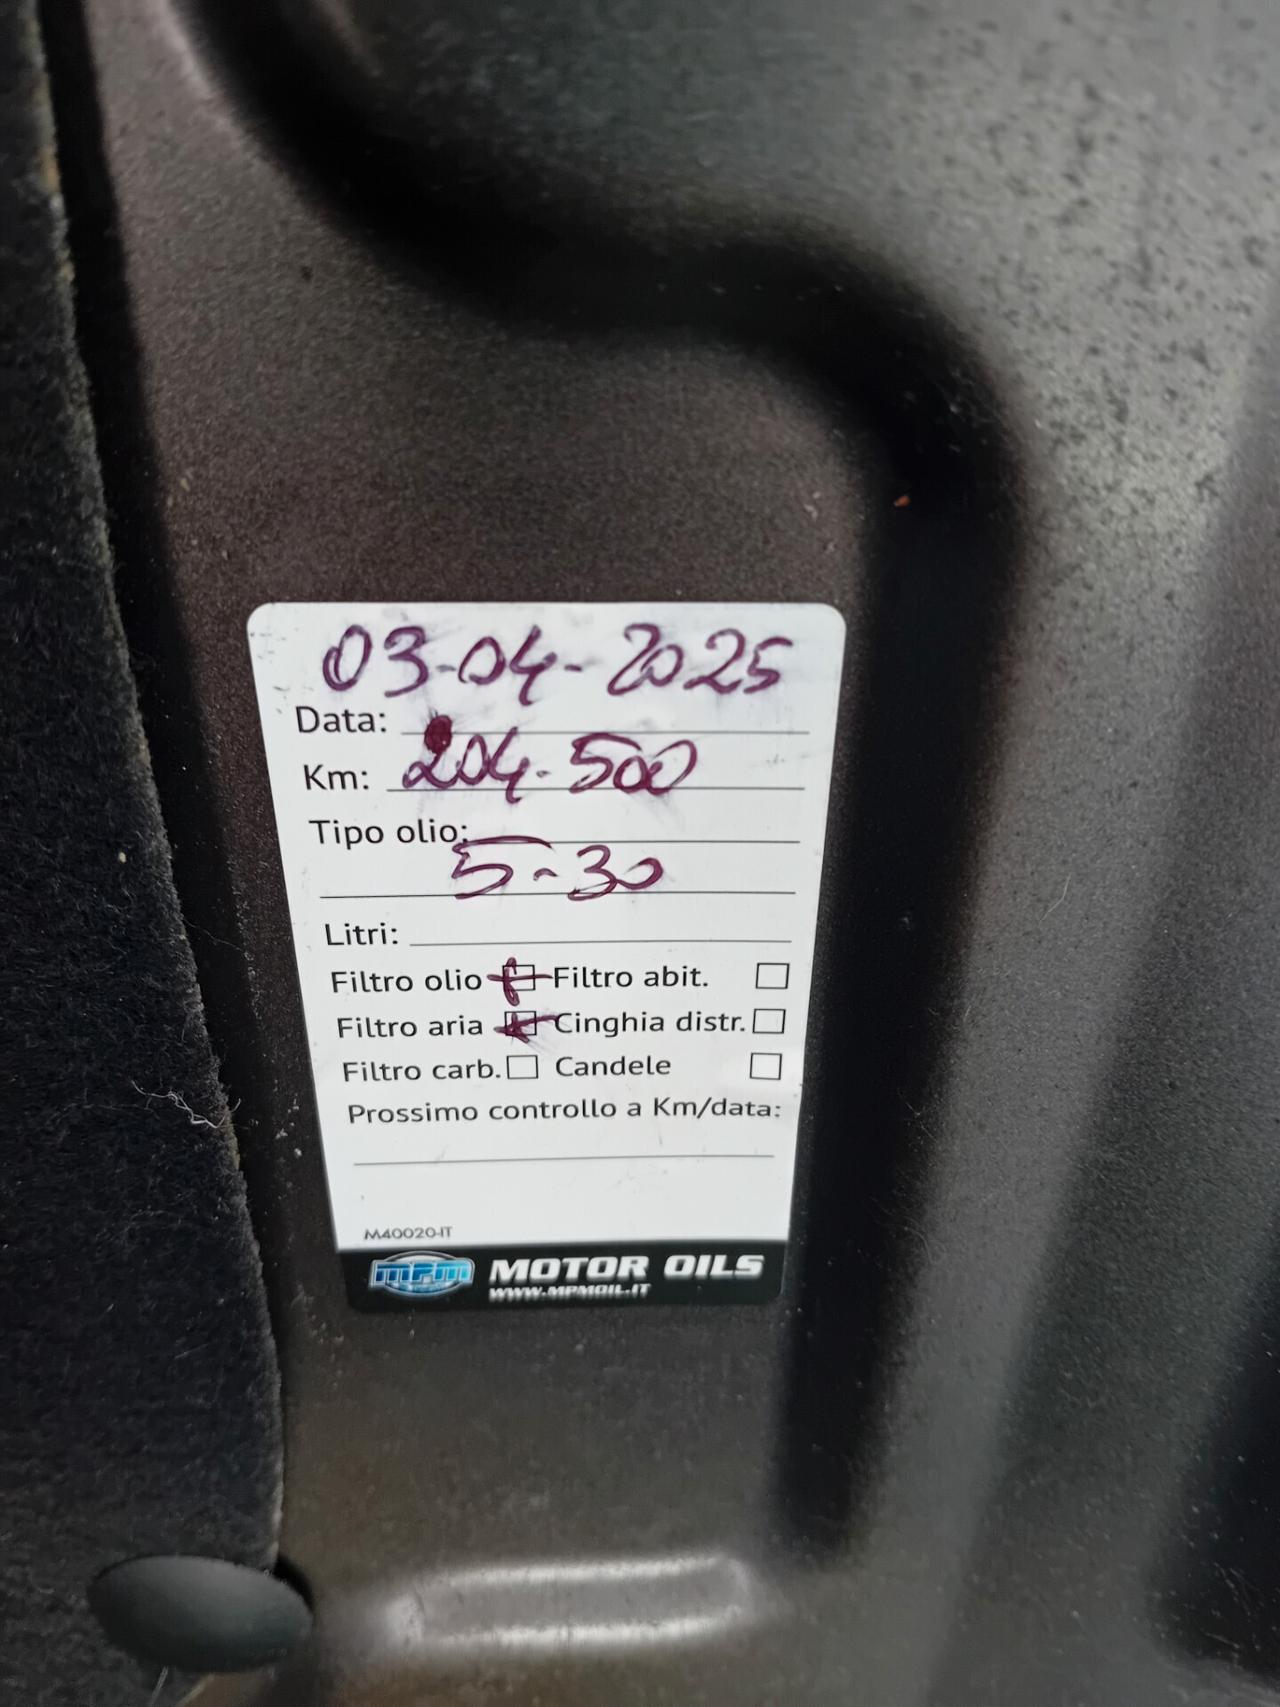 03-04-2025
Data:
Km: 204.500
Tipo olio:
5-30
Litri:
Filtro olio Filtro abit.
Filtro aria Cinghia distr.
Filtro carb. Candele
Prossimo controllo a Km/data:
M40020-IT
MPM MOTOR OILS
WWW.MPMOIL.IT